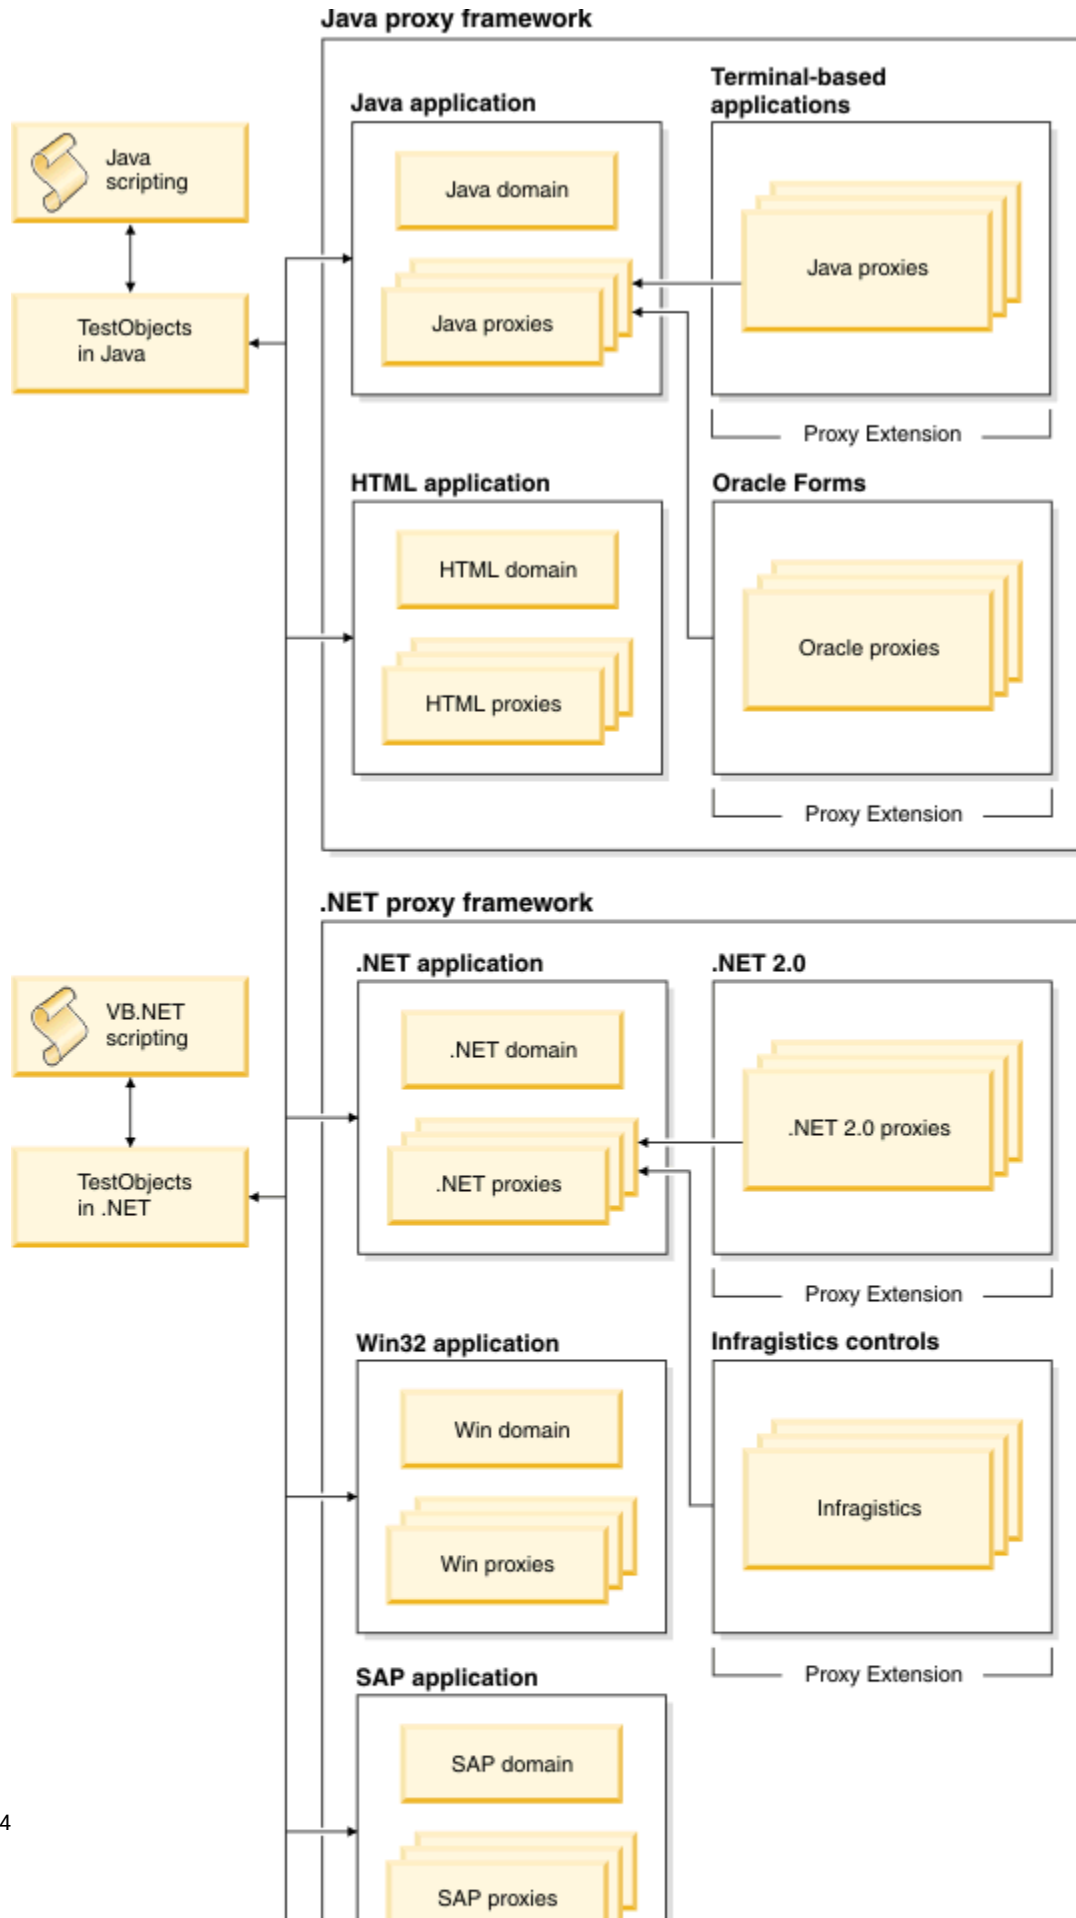 Java proxy framework
Java application
Terminal-based
applications
Java
scripting
Java domain
Java proxies
Java proxies
TestObjects
in Java
Proxy Extension
HTML application
Oracle Forms
HTML domain
Oracle proxies
HTML proxies
Proxy Extension
.NET proxy framework
.NET application
.NET 2.0
VB.NET
scripting
.NET domain
.NET 2.0 proxies
TestObjects
in .NET
.NET proxies
Proxy Extension
Win32 application
Infragistics controls
Win domain
Infragistics
Win proxies
Proxy Extension
SAP application
SAP domain
4
SAP proxies